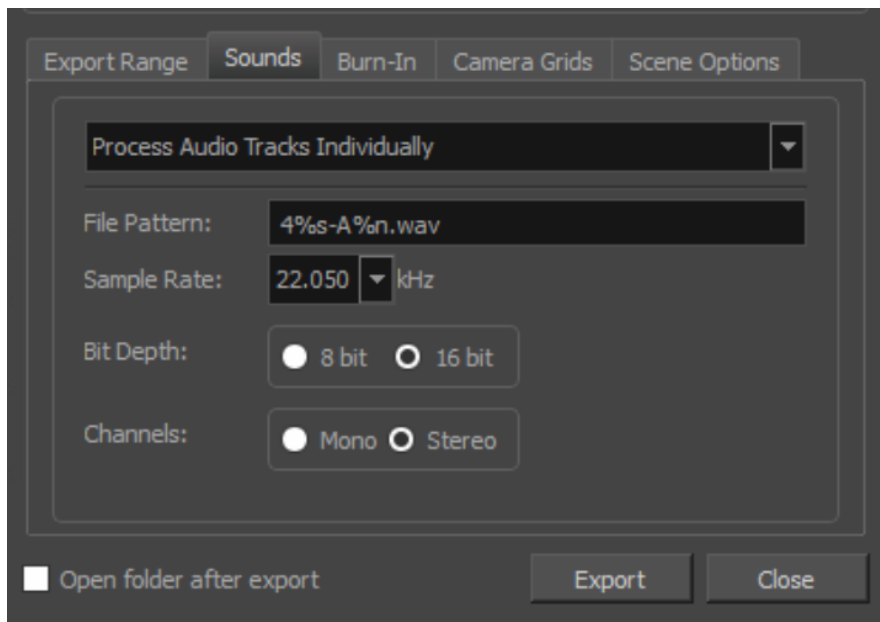 Export Range Sounds Burn-In Camera Grids Scene Options
Process Audio Tracks Individually
File Pattern: 4%s-A%n.wav
Sample Rate: 22.050 kHz
Bit Depth: 8 bit 16 bit
Channels: Mono Stereo
Open folder after export Export Close